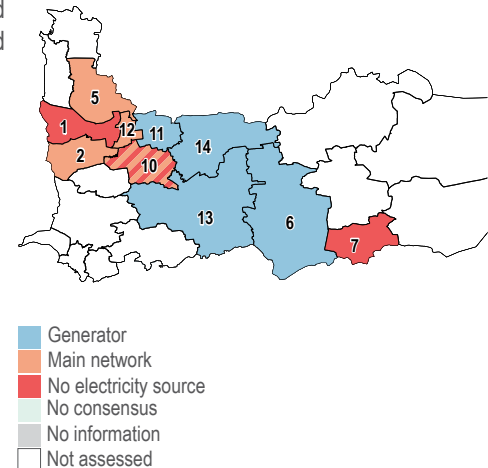 d
d
5
1
12
11
14
2
10
13
6
7
Generator
Main network
No electricity source
No consensus
No information
Not assessed